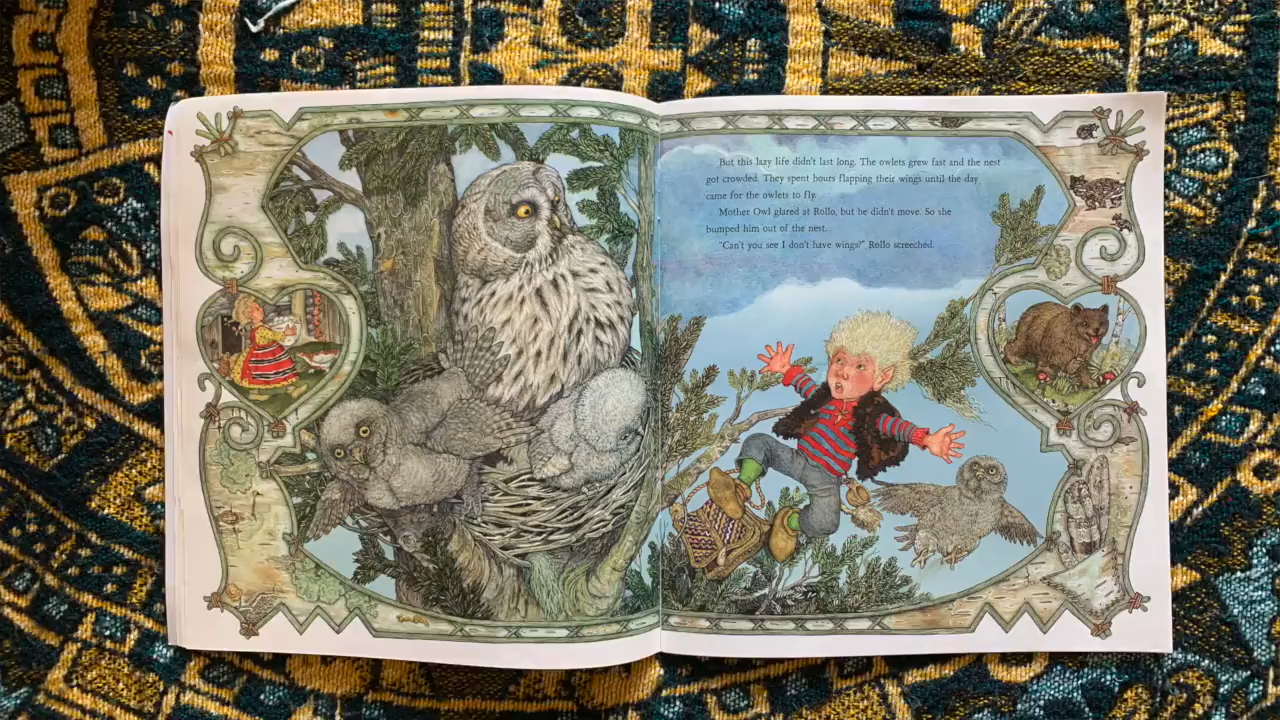 But this lazy life didn't last long. The owlets grew fast and the nest
got crowded. They spent hours flapping their wings until the day
came for the owlets to fly.
Mother Owl glared at Rollo, but he didn't move. So she
bumped him out of the nest.
"Can't you see I don't have wings?" Rollo screeched.